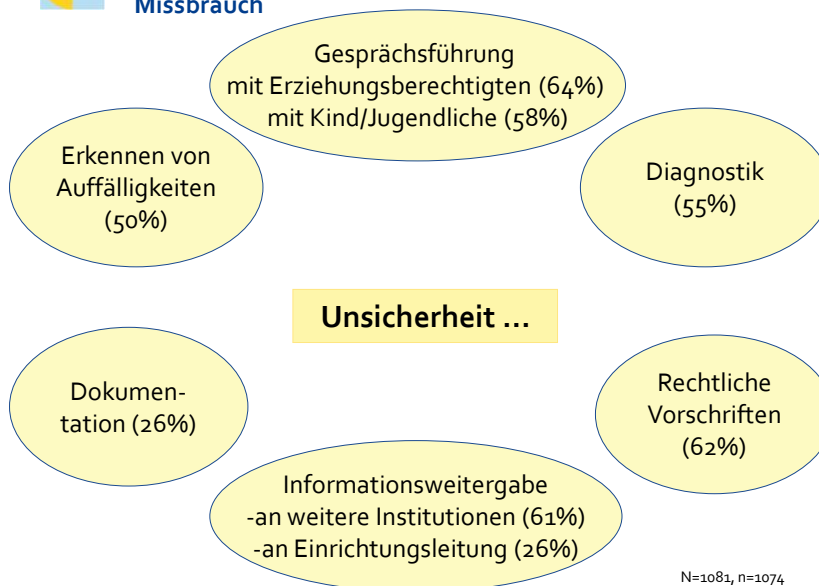 Missbrauch
Gesprächsführung
mit Erziehungsberechtigten (64%)
mit Kind/Jugendliche (58%)
Erkennen von
Auffälligkeiten
(50%)
Diagnostik
(55%)
Unsicherheit ...
Dokumen-
tation (26%)
Rechtliche
Vorschriften
(62%)
Informationsweitergabe
-an weitere Institutionen (61%)
-an Einrichtungsleitung (26%)
N=1081, n=1074